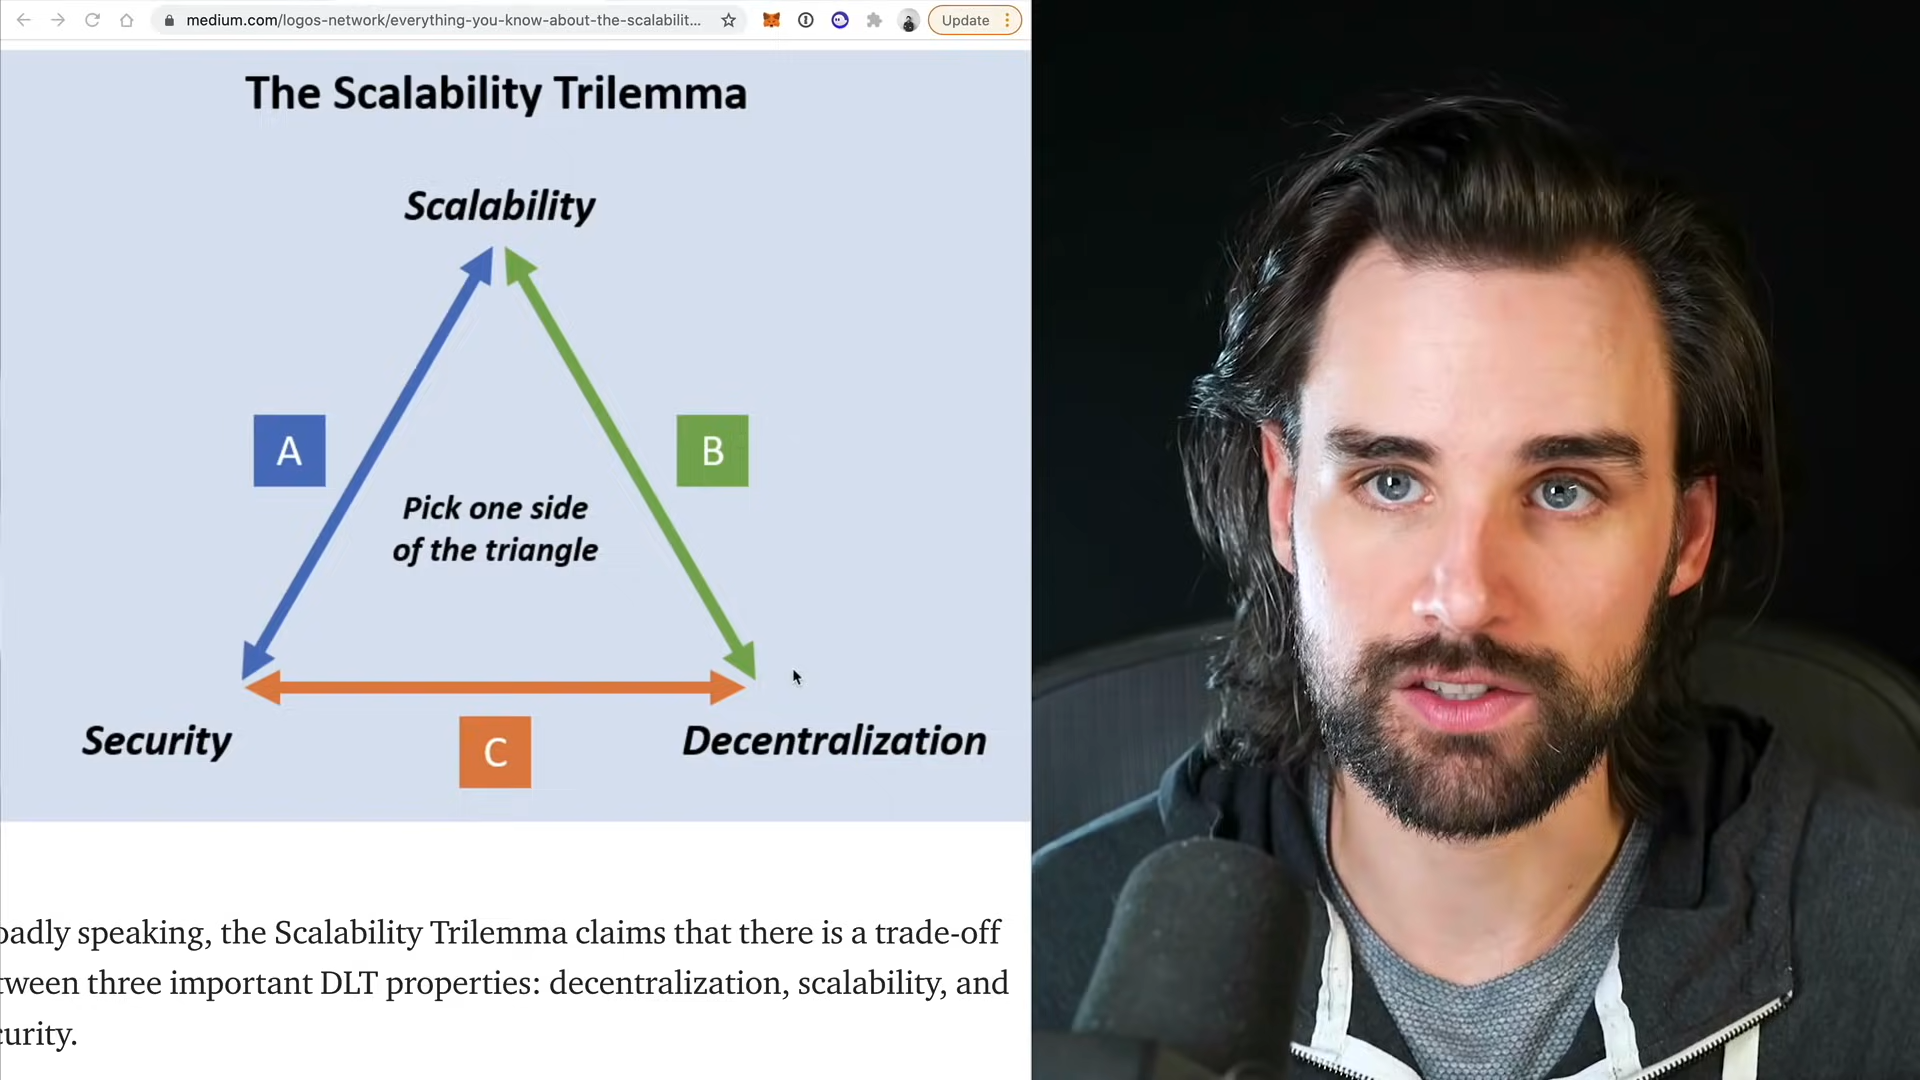 medium.com/logos-network/everything-you-know-about-the-scalabilit...
Update
The Scalability Trilemma
Scalability
A
B
Pick one side
of the triangle
Security
C
Decentralization
oadly speaking, the Scalability Trilemma claims that there is a trade-off
tween three important DLT properties: decentralization, scalability, and
curity.